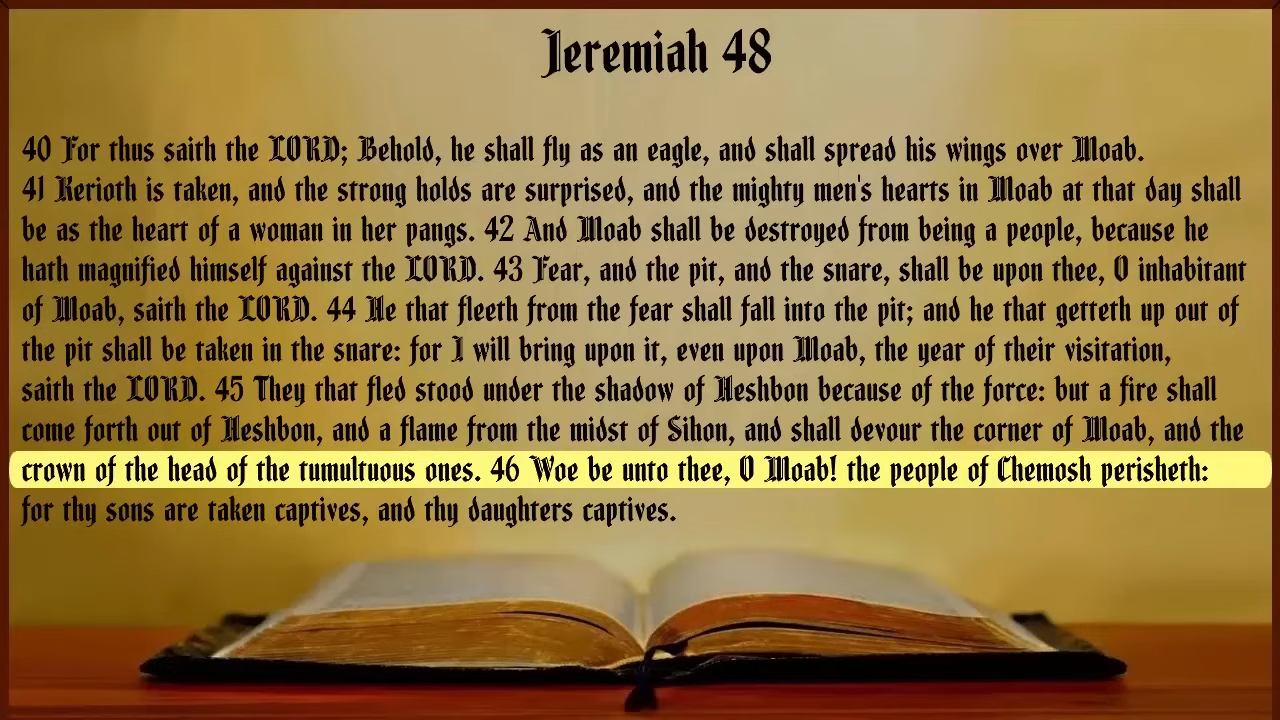 Jeremiah 48
40 For thus saith the LORD; Behold, he shall fly as an eagle, and shall spread his wings over Moab.
41 Kerioth is taken, and the strong holds are surprised, and the mighty men's hearts in Moab at that day shall
be as the heart of a woman in her pangs. 42 And Moab shall be destroyed from being a people, because he
hath magnified himself against the LORD. 43 Fear, and the pit, and the snare, shall be upon thee, O inhabitant
of Moab, saith the LORD. 44 He that fleeth from the fear shall fall into the pit; and he that getteth up out of
the pit shall be taken in the snare: for I will bring upon it, even upon Moab, the year of their visitation,
saith the LORD. 45 They that fled stood under the shadow of Heshbon because of the force: but a fire shall
come forth out of Heshbon, and a flame from the midst of Sihon, and shall devour the corner of Moab, and the
crown of the head of the tumultuous ones. 46 Woe be unto thee, O Moab! the people of Chemosh perisheth:
for thy sons are taken captives, and thy daughters captives.